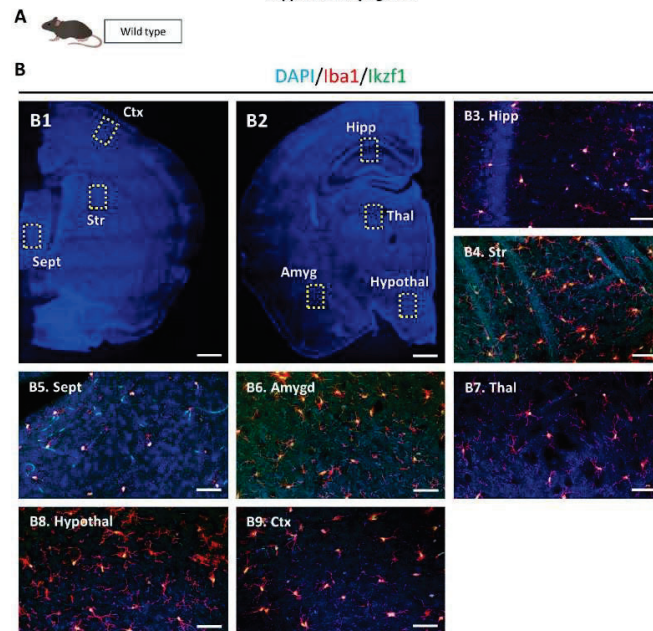 A
Wild type
B
DAPI/Iba1/Ikzf1
B1
Ctx
Str
Sept
B2
Hipp
Thal
Amyg
Hypothal
B3. Hipp
B4. Str
B5. Sept
B6. Amygd
B7. Thal
B8. Hypothal
B9. Ctx